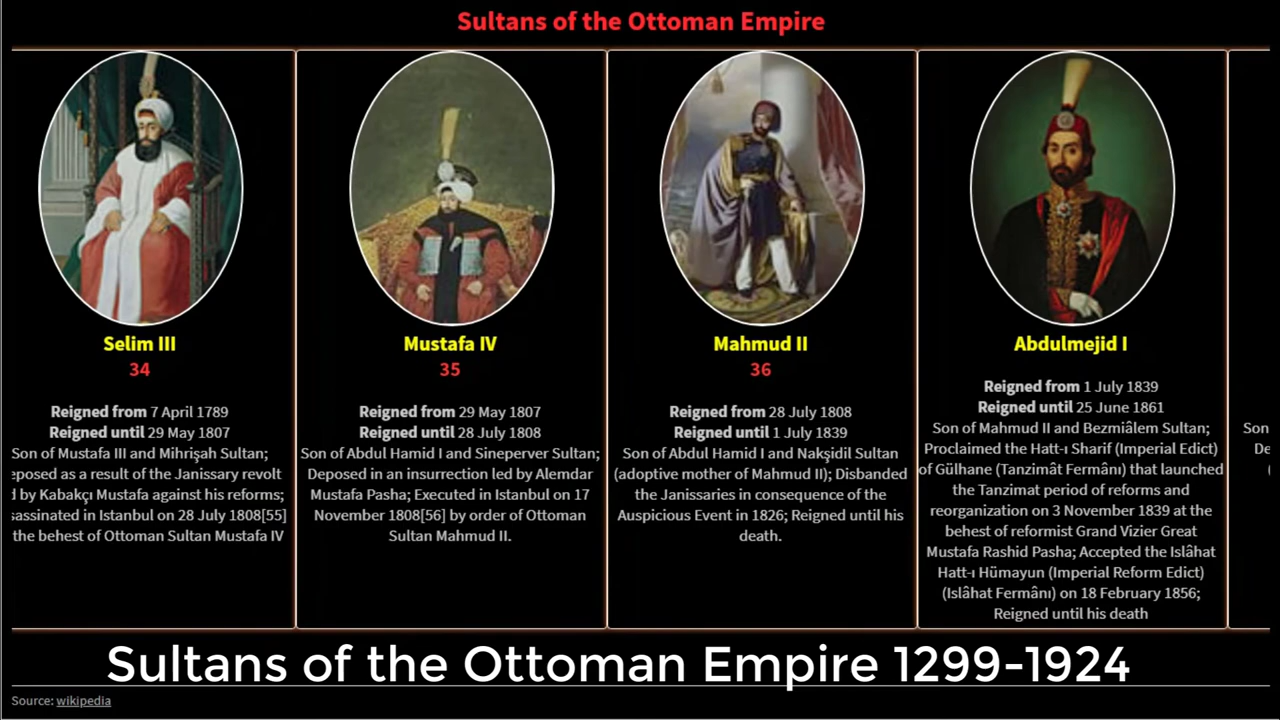 Sultans of the Ottoman Empire
Selim III
34
Reigned from 7 April 1789
Reigned until 29 May 1807
Son of Mustafa III and Mihrişah Sultan;
eposed as a result of the Janissary revolt
d by Kabakçı Mustafa against his reforms;
sassinated in Istanbul on 28 July 1808[55]
the behest of Ottoman Sultan Mustafa IV
Mustafa IV
35
Reigned from 29 May 1807
Reigned until 28 July 1808
Son of Abdul Hamid I and Sineperver Sultan;
Deposed in an insurrection led by Alemdar
Mustafa Pasha; Executed in Istanbul on 17
November 1808[56] by order of Ottoman
Sultan Mahmud II.
Mahmud II
36
Reigned from 28 July 1808
Reigned until 1 July 1839
Son of Abdul Hamid I and Nakşidil Sultan
(adoptive mother of Mahmud II); Disbanded
the Janissaries in consequence of the
Auspicious Event in 1826; Reigned until his
death.
Abdulmejid I
Reigned from 1 July 1839
Reigned until 25 June 1861
Son of Mahmud II and Bezmiâlem Sultan;
Proclaimed the Hatt-ı Sharif (Imperial Edict)
of Gülhane (Tanzimât Fermânı) that launched
the Tanzimat period of reforms and
reorganization on 3 November 1839 at the
behest of reformist Grand Vizier Great
Mustafa Rashid Pasha; Accepted the Islâhat
Hatt-ı Hümayun (Imperial Reform Edict)
(Islâhat Fermânı) on 18 February 1856;
Reigned until his death
Son
De
(
Sultans of the Ottoman Empire 1299-1924
Source: wikipedia